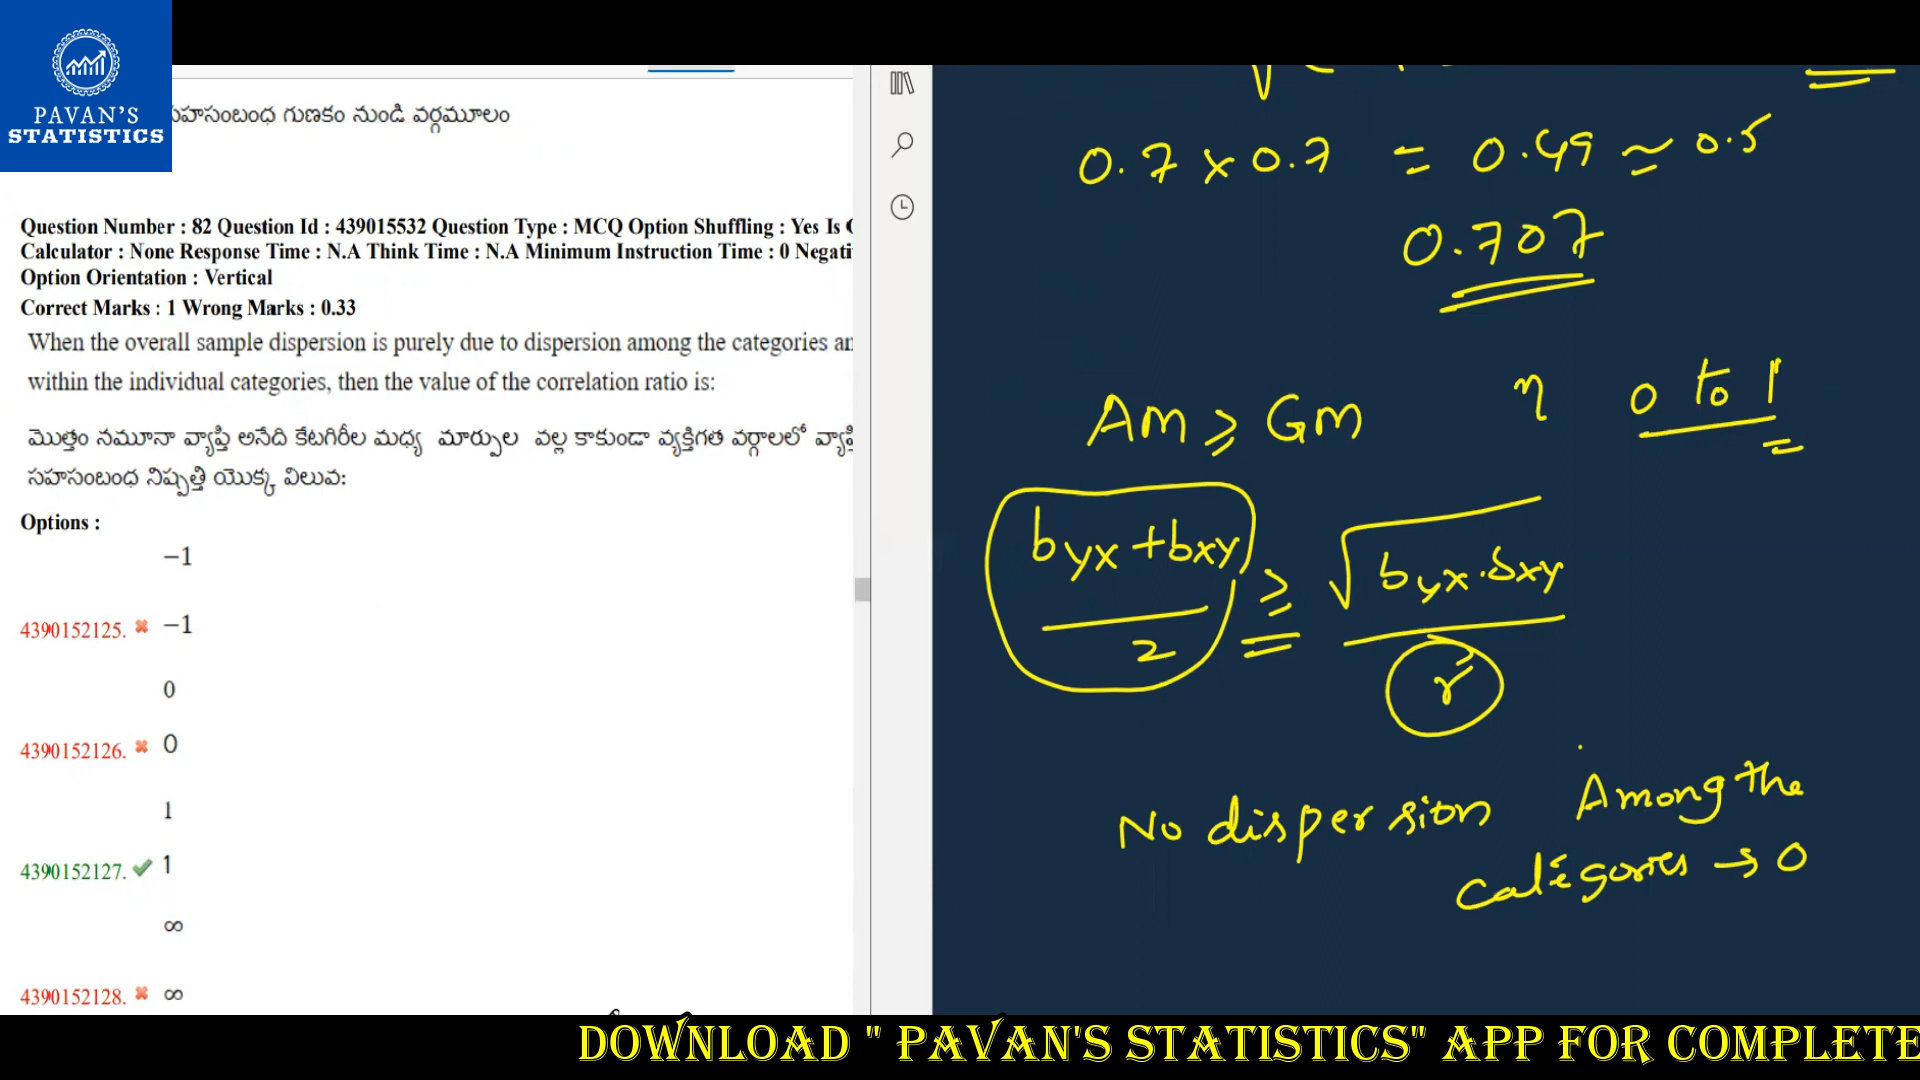 PAVAN'S
STATISTICS
సహసంబంధ గుణకం నుండి వర్గమూలం
Question Number : 82 Question Id : 439015532 Question Type : MCQ Option Shuffling : Yes Is
Calculator : None Response Time : N.A Think Time : N.A Minimum Instruction Time : 0 Negati
Option Orientation : Vertical
Correct Marks : 1 Wrong Marks : 0.33
When the overall sample dispersion is purely due to dispersion among the categories an
within the individual categories, then the value of the correlation ratio is:
మొత్తం నమూనా వ్యాప్తి అనేది కేటగిరీల మధ్య మార్పుల వల్ల కాకుండా వ్యక్తిగత వర్గాలలో వ్యాప్తి
సహసంబంధ నిష్పత్తి యొక్క విలువ:
Options :
−1
4390152125. ✖ −1
0
4390152126. ✖ 0
1
4390152127. ✔ 1
∞
4390152128. ✖ ∞
0.7 x 0.7 = 0.49 ≃ 0.5
0.707
Am ≥ Gm η 0 to 1
byx + bxy / 2 ≥ √byx.bxy
No dispersion Among the
categories → 0
DOWNLOAD " PAVAN'S STATISTICS" APP FOR COMPLETE